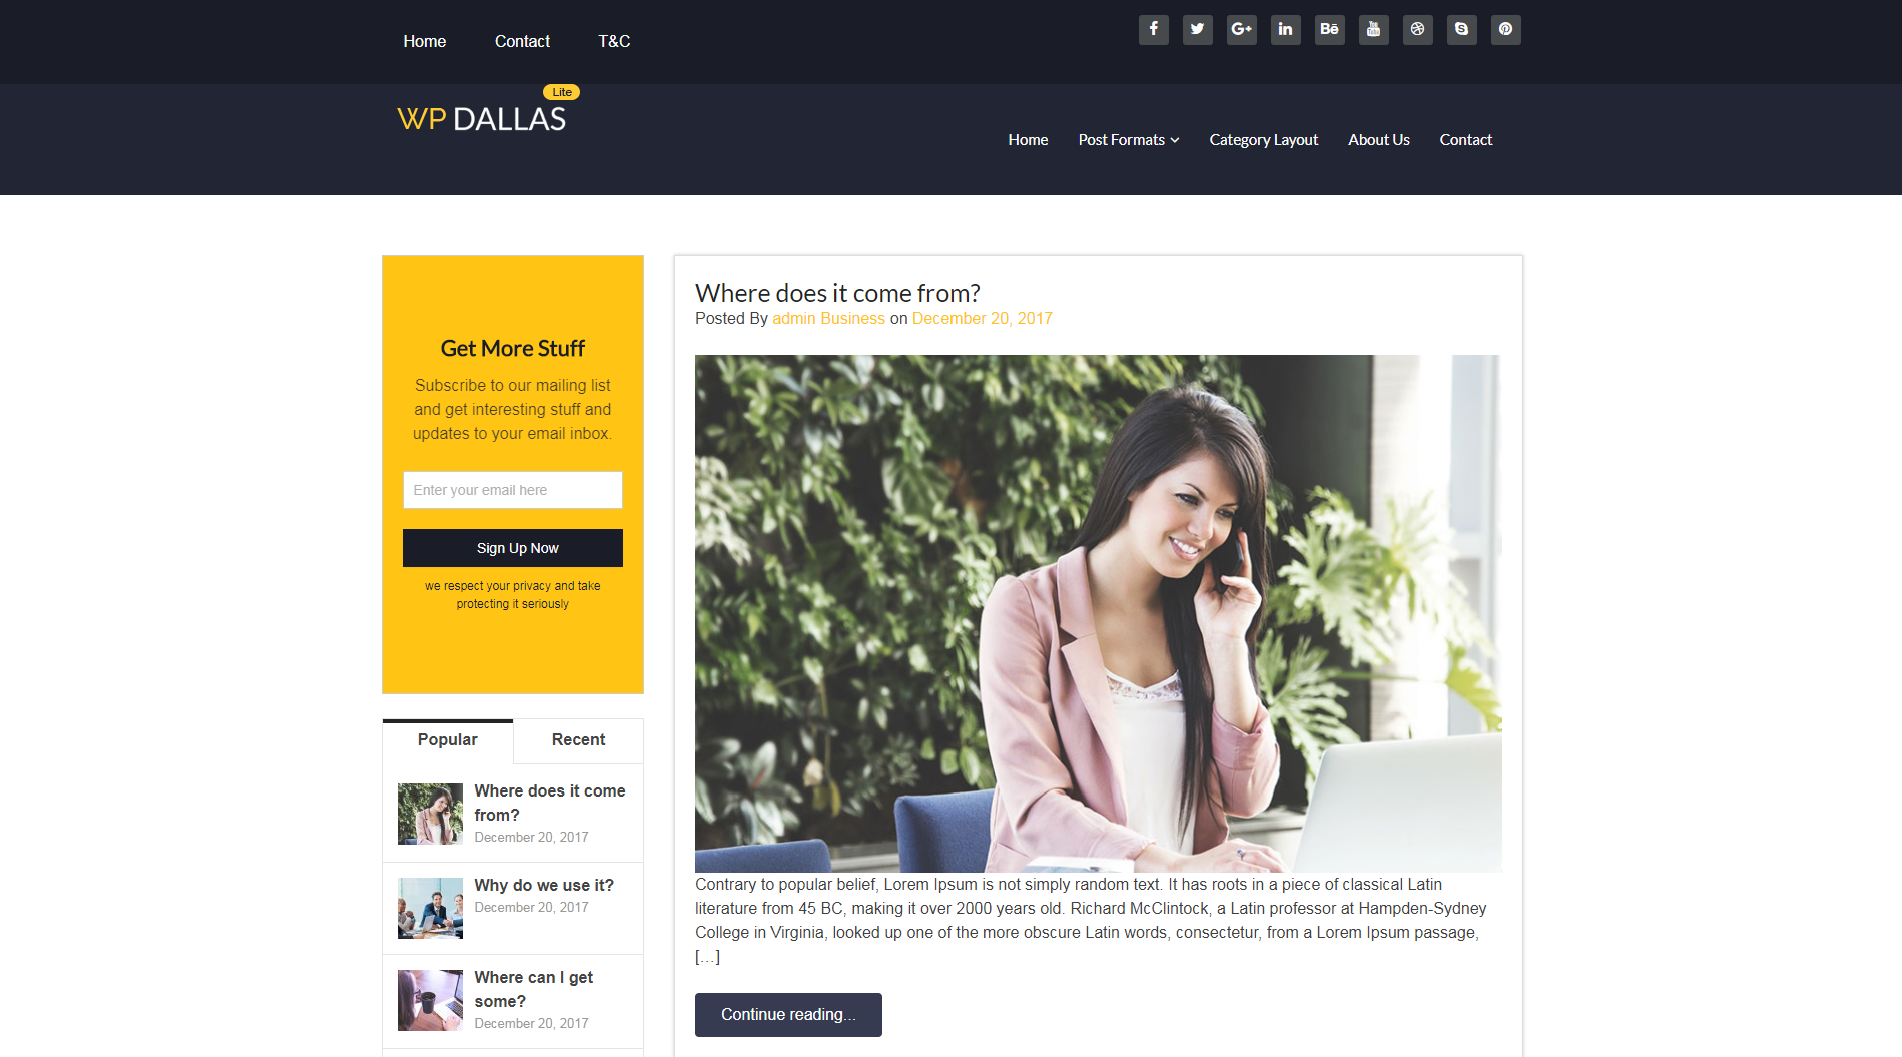 Home Contact T&C
Lite
WP DALLAS
Home Post Formats Category Layout About Us Contact
Get More Stuff
Subscribe to our mailing list
and get interesting stuff and
updates to your email inbox.
Enter your email here
Sign Up Now
we respect your privacy and take
protecting it seriously
Popular Recent
Where does it come
from?
December 20, 2017
Why do we use it?
December 20, 2017
Where can I get
some?
December 20, 2017
Where does it come from?
Posted By admin Business on December 20, 2017
Contrary to popular belief, Lorem Ipsum is not simply random text. It has roots in a piece of classical Latin
literature from 45 BC, making it over 2000 years old. Richard McClintock, a Latin professor at Hampden-Sydney
College in Virginia, looked up one of the more obscure Latin words, consectetur, from a Lorem Ipsum passage,
[…]
Continue reading...